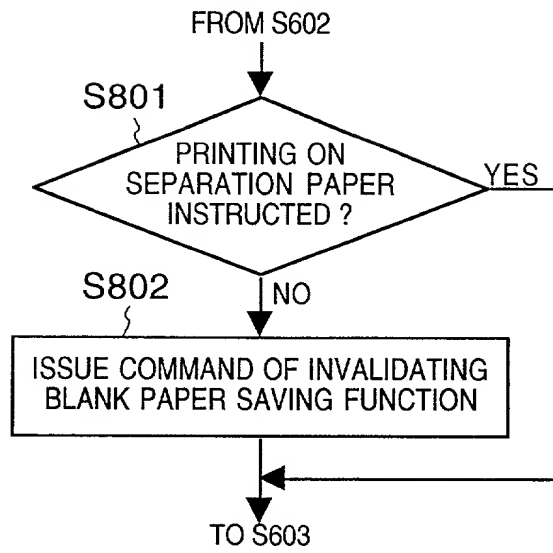 FROM S602
S801
PRINTING ON
SEPARATION PAPER
INSTRUCTED ?
YES
S802
NO
ISSUE COMMAND OF INVALIDATING
BLANK PAPER SAVING FUNCTION
TO S603